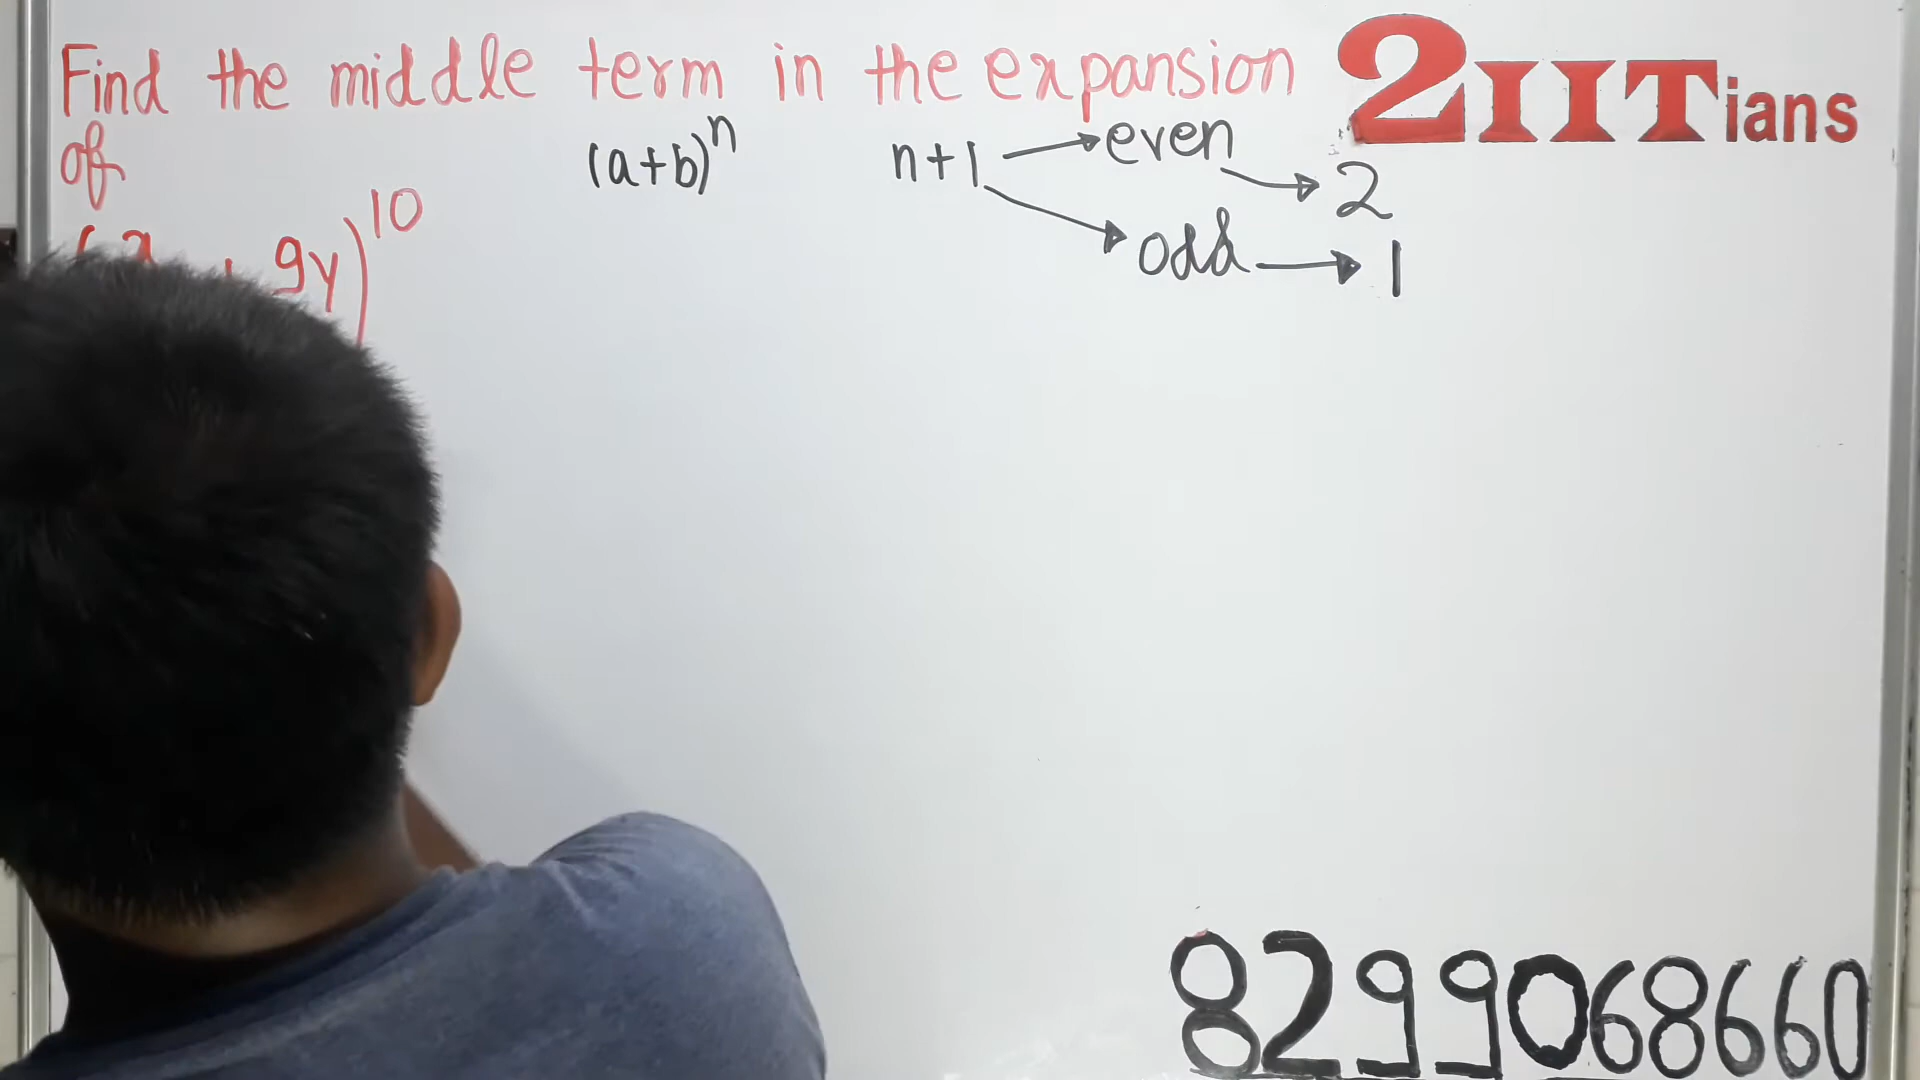 Find the middle term in the expansion
2IITians
of
(a+b)^n
n+1 → even → 2
→ odd → 1
+ 9y)^10
8299068660